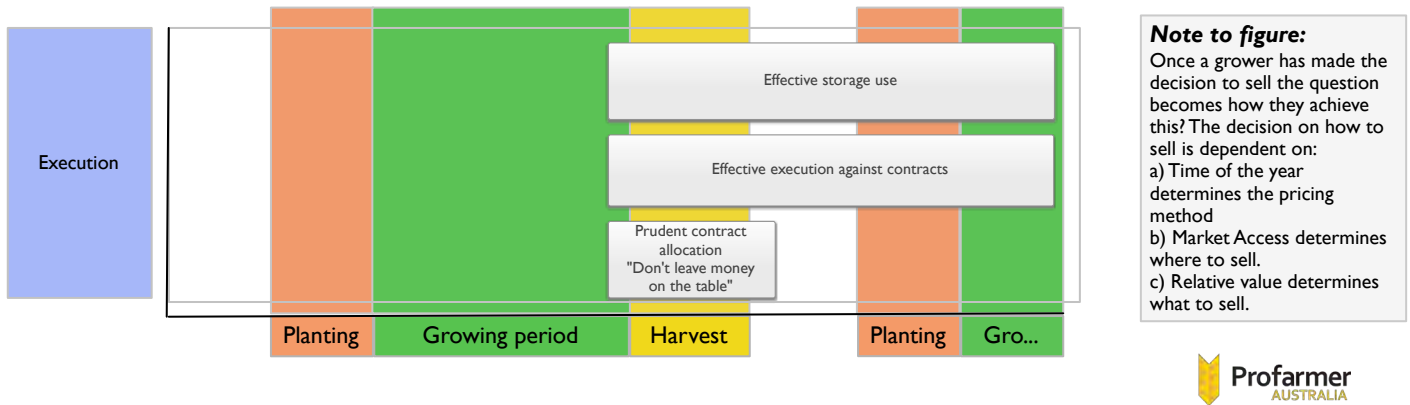 Execution
Effective storage use
Effective execution against contracts
Prudent contract
allocation
"Don't leave money
on the table"
Planting
Growing period
Harvest
Planting
Gro...
Note to figure:
Once a grower has made the
decision to sell the question
becomes how they achieve
this? The decision on how to
sell is dependent on:
a) Time of the year
determines the pricing
method
b) Market Access determines
where to sell.
c) Relative value determines
what to sell.
Profarmer
AUSTRALIA